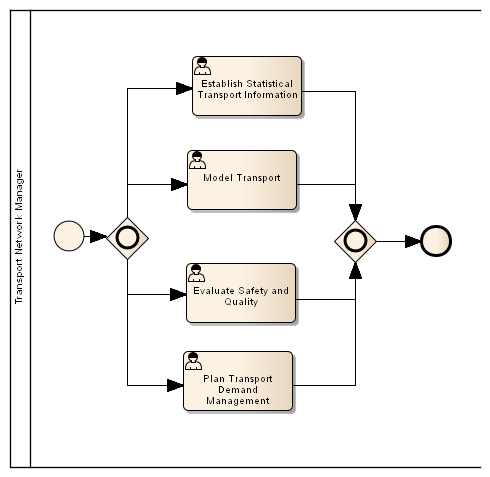 Transport Network Manager
Establish Statistical
Transport Information
Model Transport
Evaluate Safety and
Quality
Plan Transport
Demand
Management